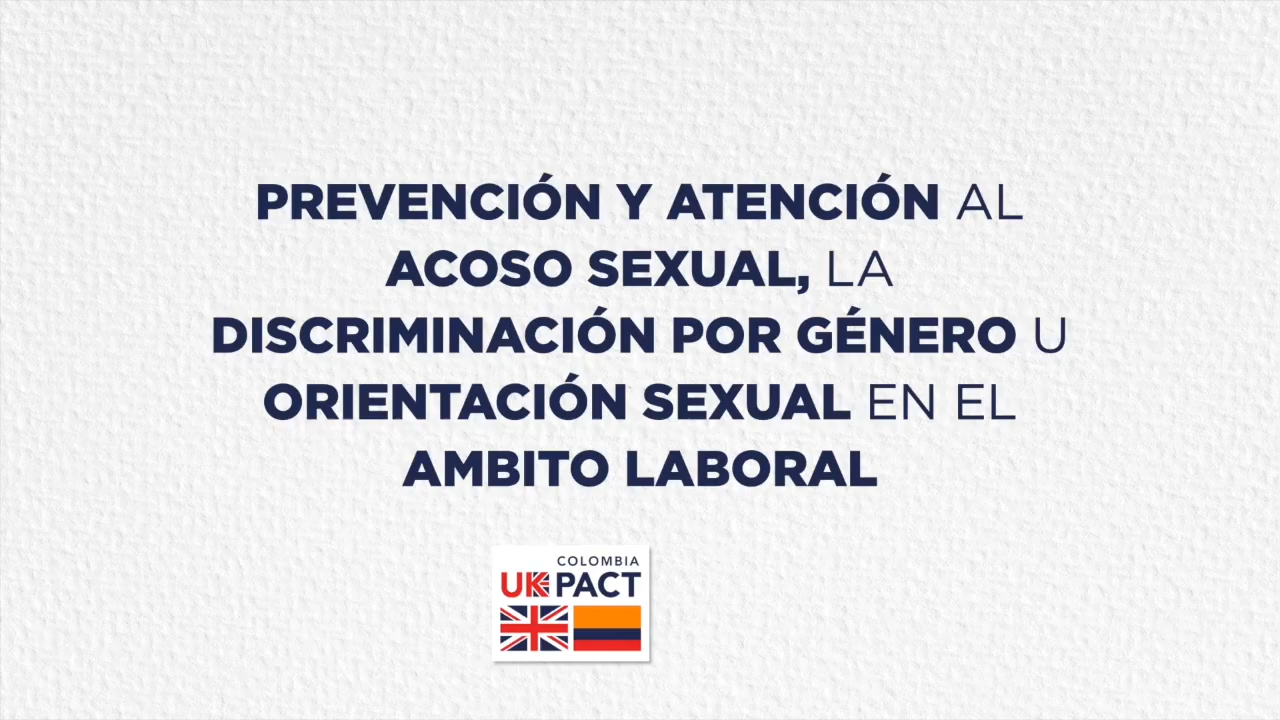 PREVENCIÓN Y ATENCIÓN AL
ACOSO SEXUAL, LA
DISCRIMINACIÓN POR GÉNERO U
ORIENTACIÓN SEXUAL EN EL
AMBITO LABORAL
COLOMBIA
UK PACT